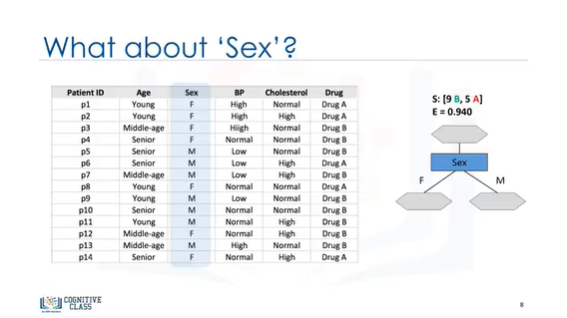 What about 'Sex'?
Patient ID Age Sex BP Cholesterol Drug
p1 Young F High Normal Drug A
p2 Young F High High Drug A
p3 Middle-age F Hiigh Normal Drug B
p4 Senior F Normal Normal Drug B
p5 Senior M Low Normal Drug B
p6 Senior M Low High Drug A
p7 Middle-age M Low High Drug B
p8 Young F Normal Normal Drug A
p9 Young M Low Normal Drug B
p10 Senior M Normal Normal Drug B
p11 Young M Normal High Drug B
p12 Middle-age F Normal High Drug B
p13 Middle-age M High Normal Drug B
p14 Senior F Normal High Drug A
S: [9 B, 5 A]
E = 0.940
Sex
F M
COGNITIVE
CLASS
8